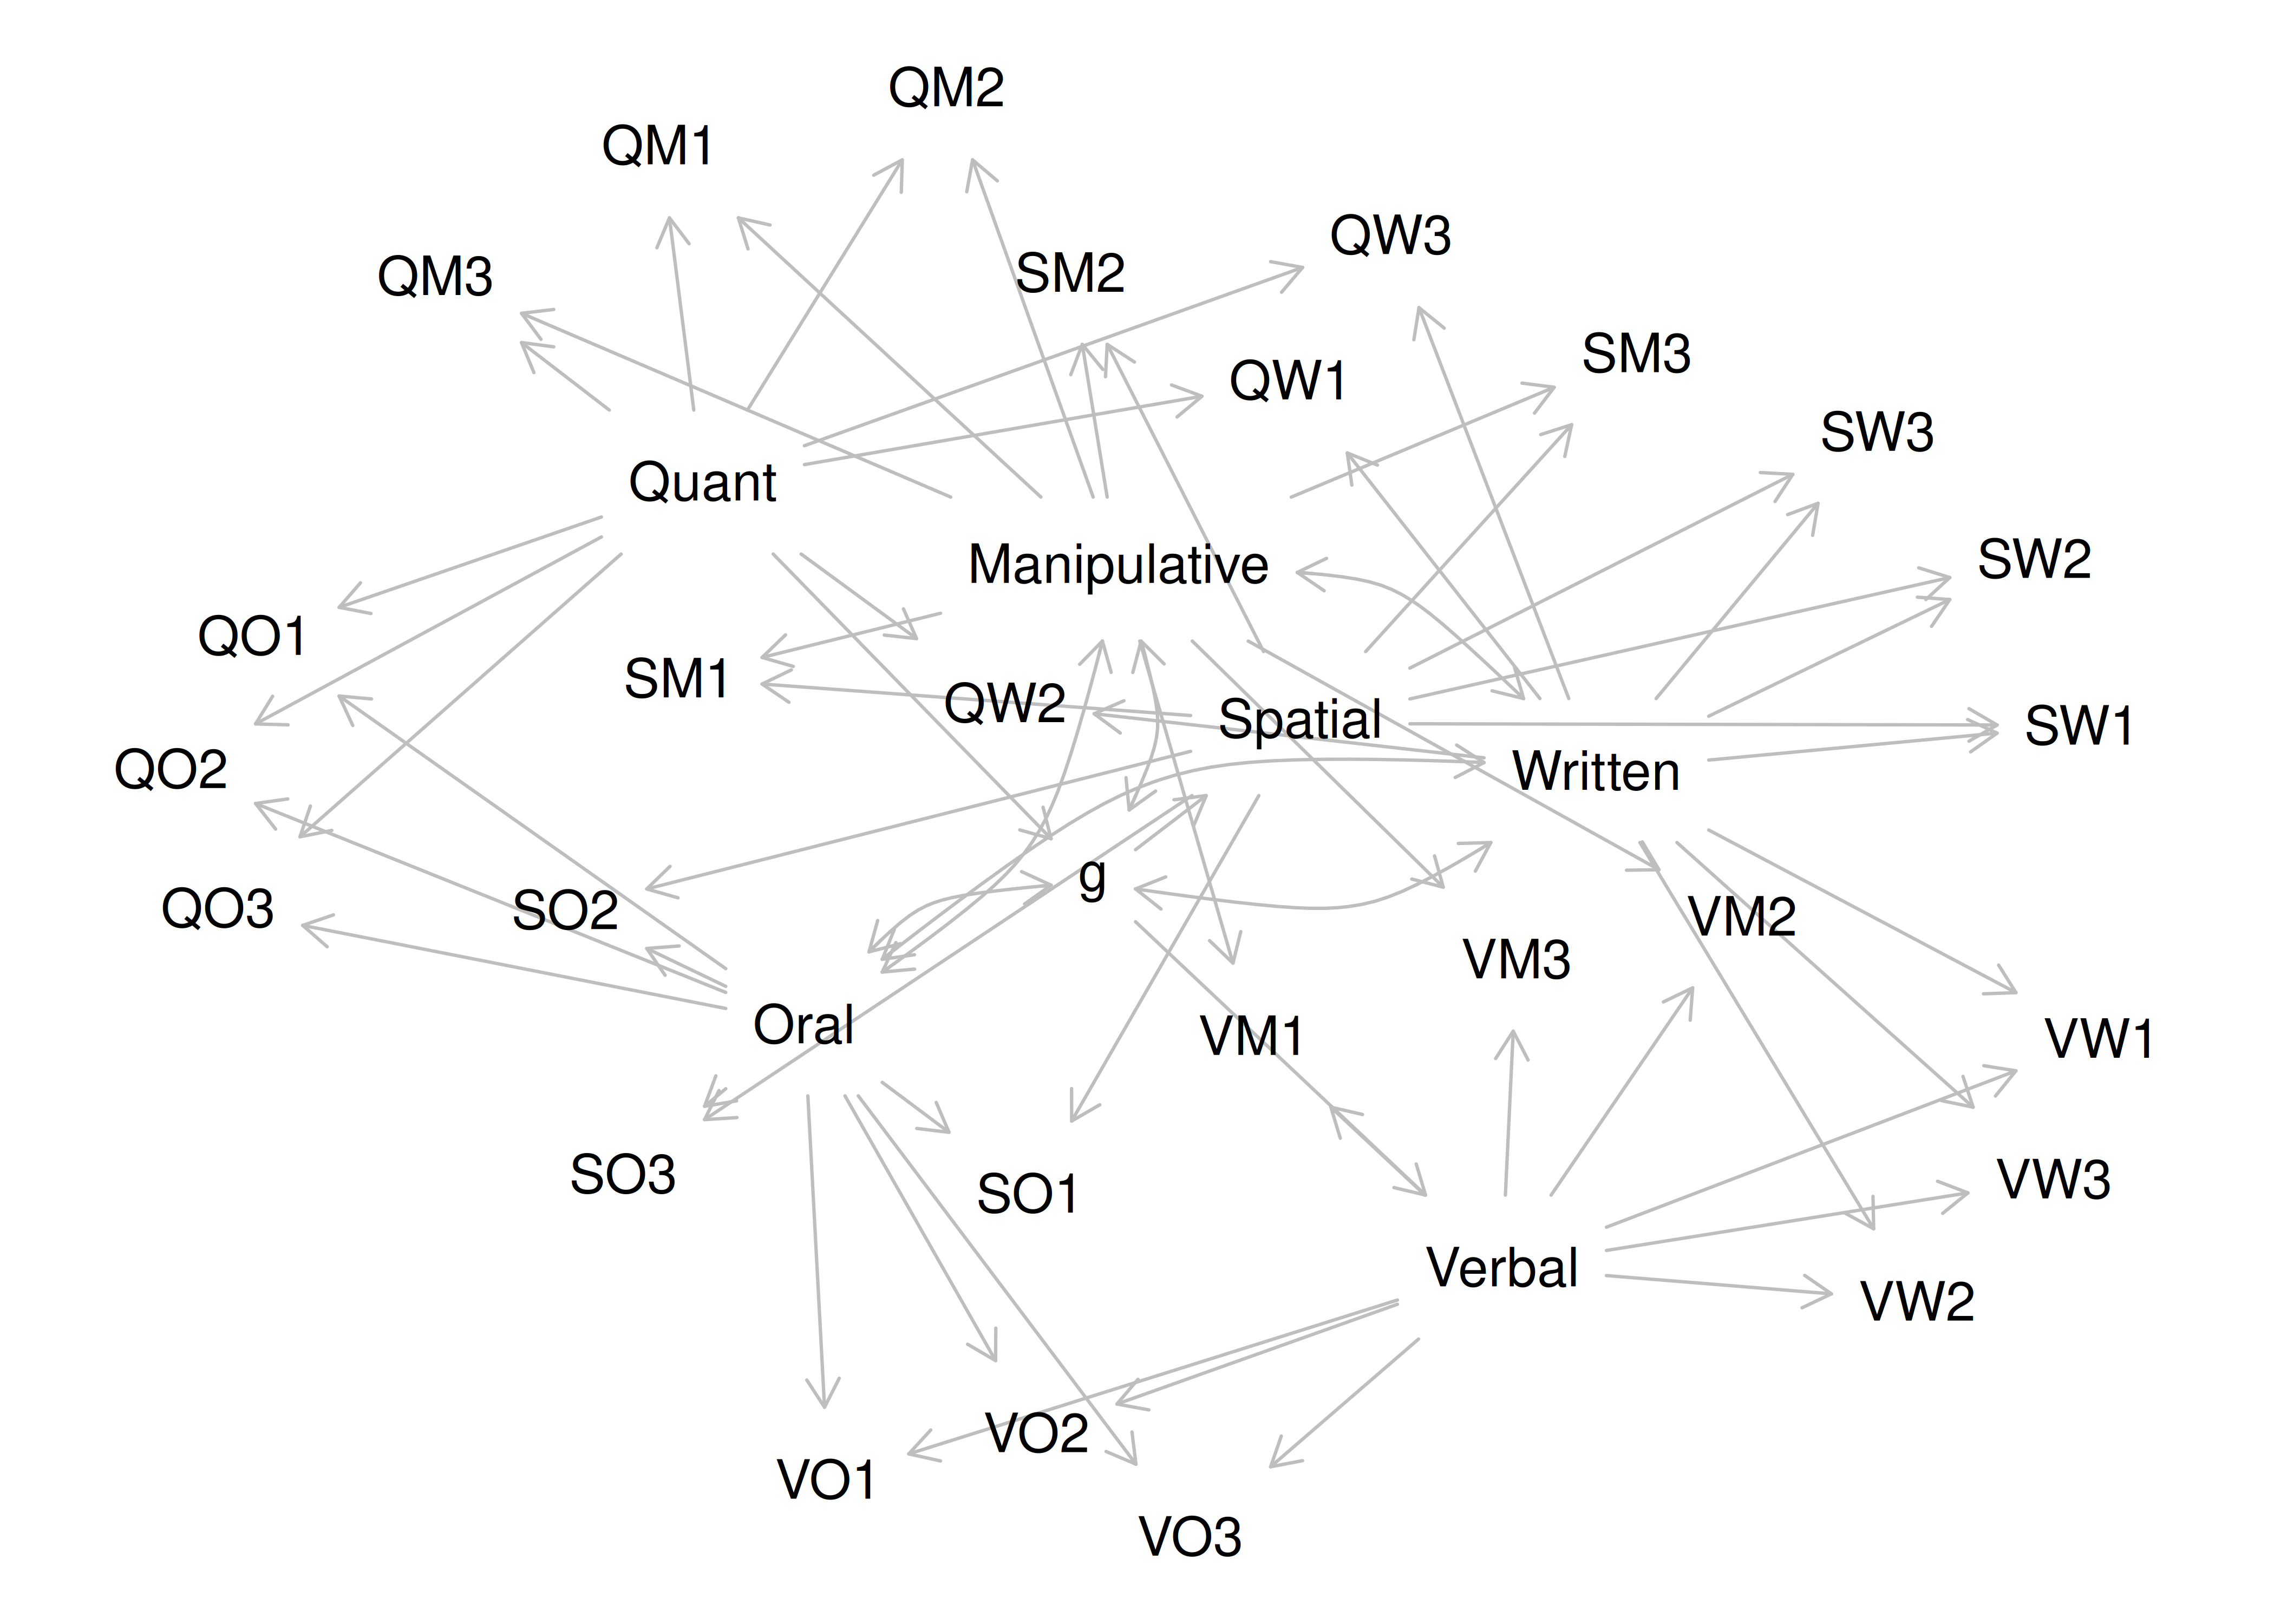 QM2
QM1
QW3
QM3
SM2
SM3
QW1
SW3
Quant
SW2
Manipulative
QO1
SM1
QW2
Spatial
SW1
QO2
Written
g
QO3
SO2
VM2
VM3
Oral
VM1
VW1
SO3
VW3
SO1
Verbal
VW2
VO2
VO1
VO3